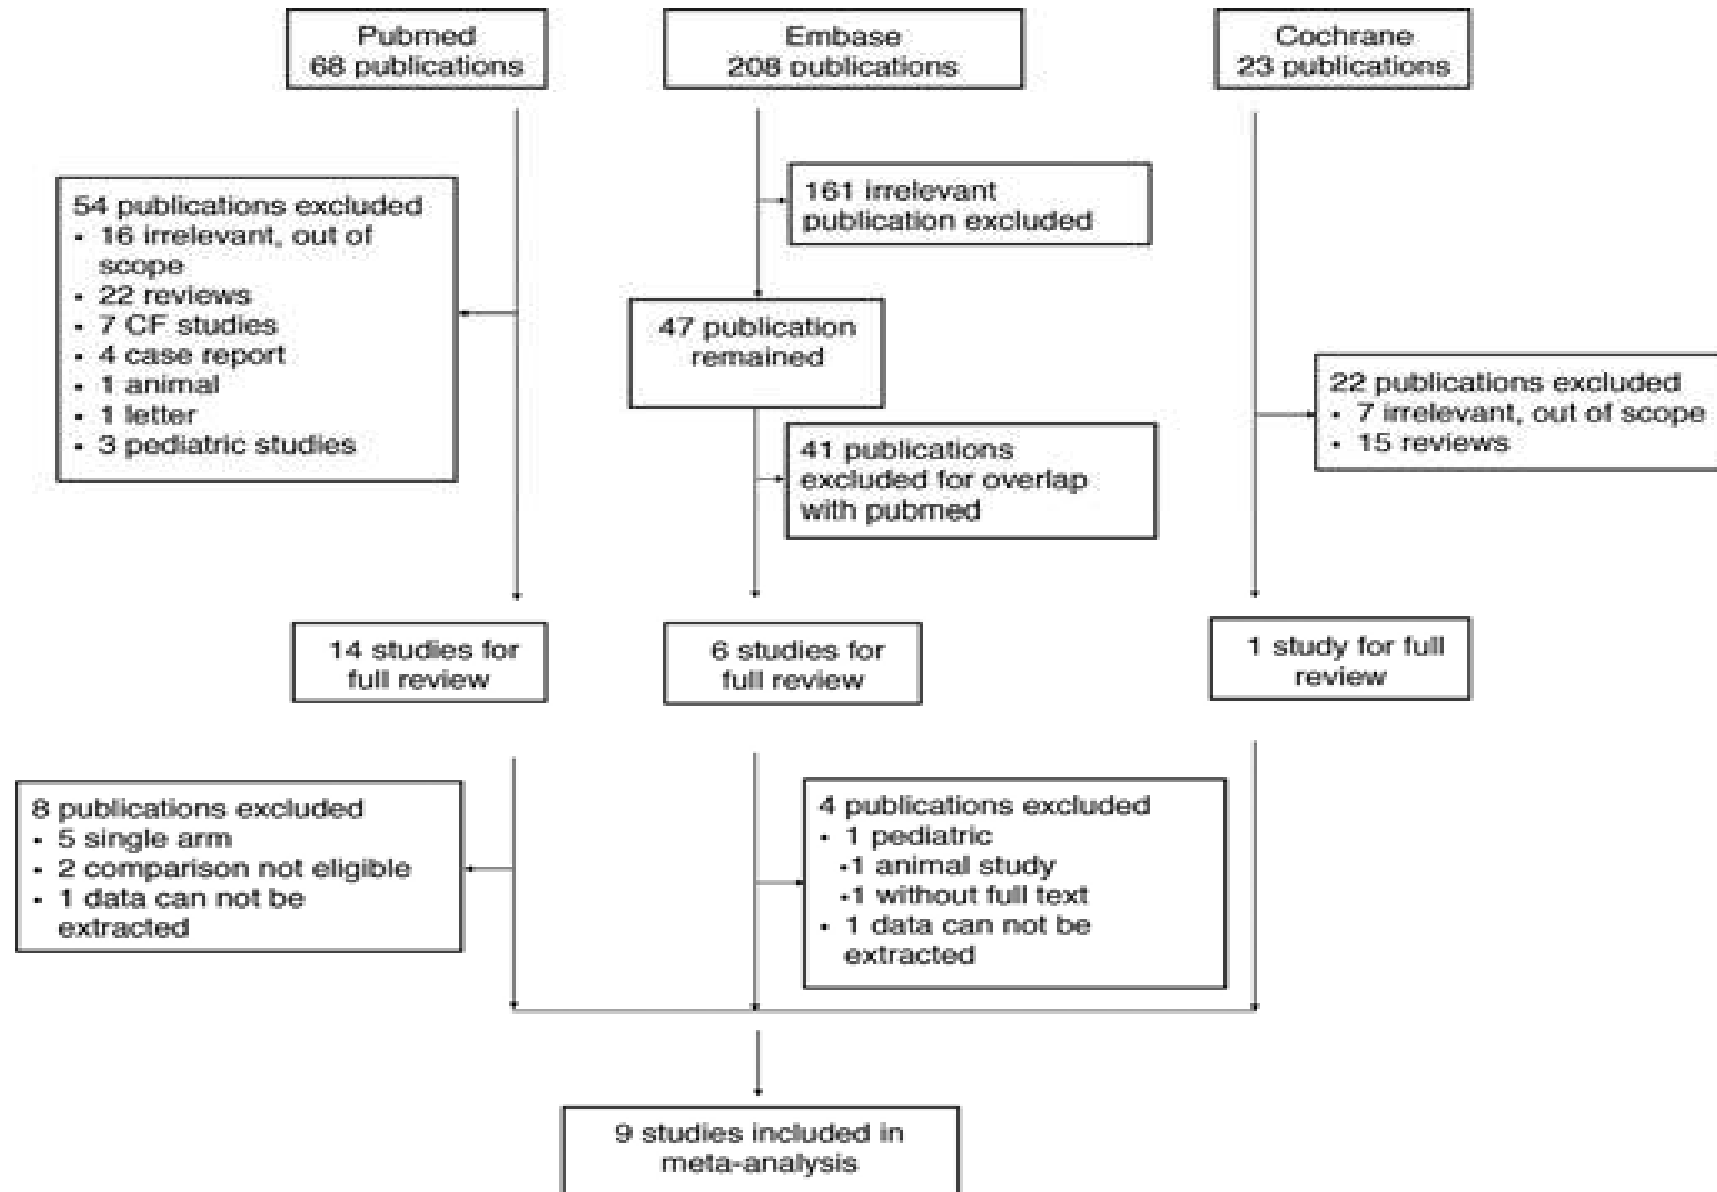 Pubmed
68 publications
Embase
208 publications
Cochrane
23 publications
54 publications excluded
• 16 irrelevant, out of
scope
• 22 reviews
• 7 CF studies
• 4 case report
• 1 animal
• 1 letter
• 3 pediatric studies
161 irrelevant
publication excluded
47 publication
remained
22 publications excluded
• 7 irrelevant, out of scope
• 15 reviews
41 publications
excluded for overlap
with pubmed
14 studies for
full review
6 studies for
full review
1 study for full
review
8 publications excluded
• 5 single arm
• 2 comparison not eligible
• 1 data can not be
extracted
4 publications excluded
• 1 pediatric
•1 animal study
•1 without full text
• 1 data can not be
extracted
9 studies included in
meta-analysis